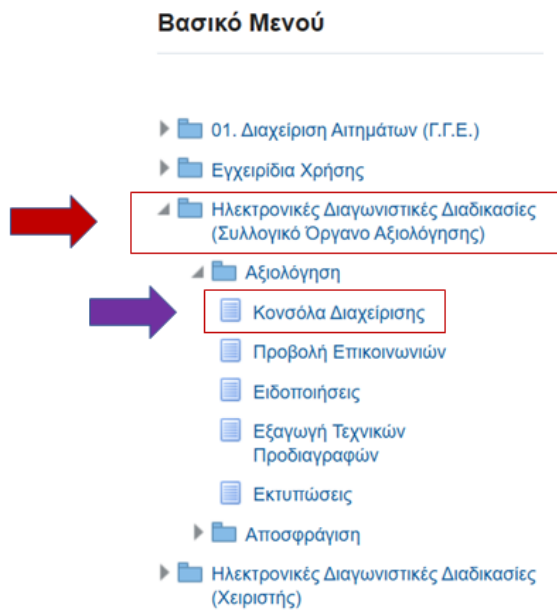 Βασικό Μενού
01. Διαχείριση Αιτημάτων (Γ.Γ.Ε.)
Εγχειρίδια Χρήσης
Ηλεκτρονικές Διαγωνιστικές Διαδικασίες
(Συλλογικό Όργανο Αξιολόγησης)
Αξιολόγηση
Κονσόλα Διαχείρισης
Προβολή Επικοινωνιών
Ειδοποιήσεις
Εξαγωγή Τεχνικών
Προδιαγραφών
Εκτυπώσεις
Αποσφράγιση
Ηλεκτρονικές Διαγωνιστικές Διαδικασίες
(Χειριστής)